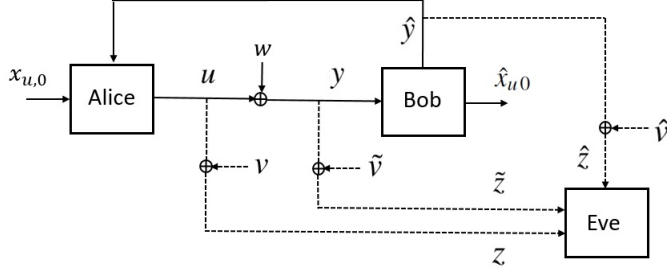 ŷ
x_{u,0}
Alice
u
w
y
Bob
x̂_{u0}
v
ṽ
v̂
ẑ
z̃
Eve
z